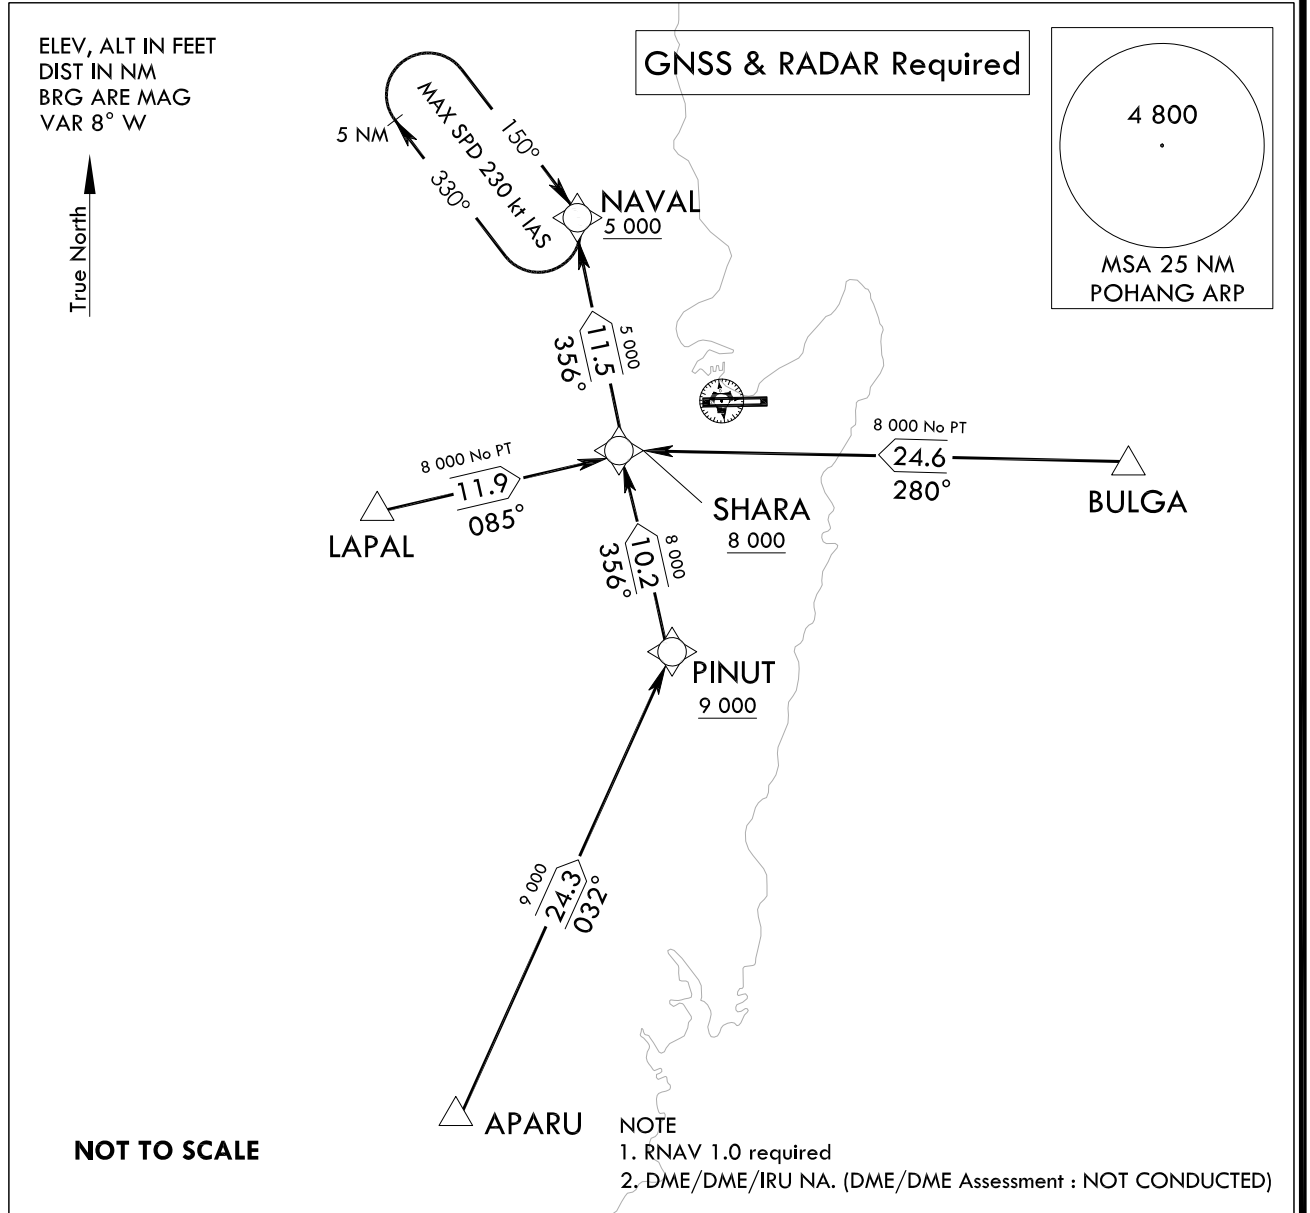 ELEV, ALT IN FEET
DIST IN NM
BRG ARE MAG
VAR 8° W
True North
GNSS & RADAR Required
4 800
MSA 25 NM
POHANG ARP
5 NM
MAX SPD 230 kt IAS
150°
330°
NAVAL
5 000
5 000
11.5
356°
8 000 No PT
11.9
085°
LAPAL
8 000 No PT
24.6
280°
BULGA
SHARA
8 000
8 000
10.2
356°
PINUT
9 000
9 000
24.3
032°
APARU
NOT TO SCALE
NOTE
1. RNAV 1.0 required
2. DME/DME/IRU NA. (DME/DME Assessment : NOT CONDUCTED)